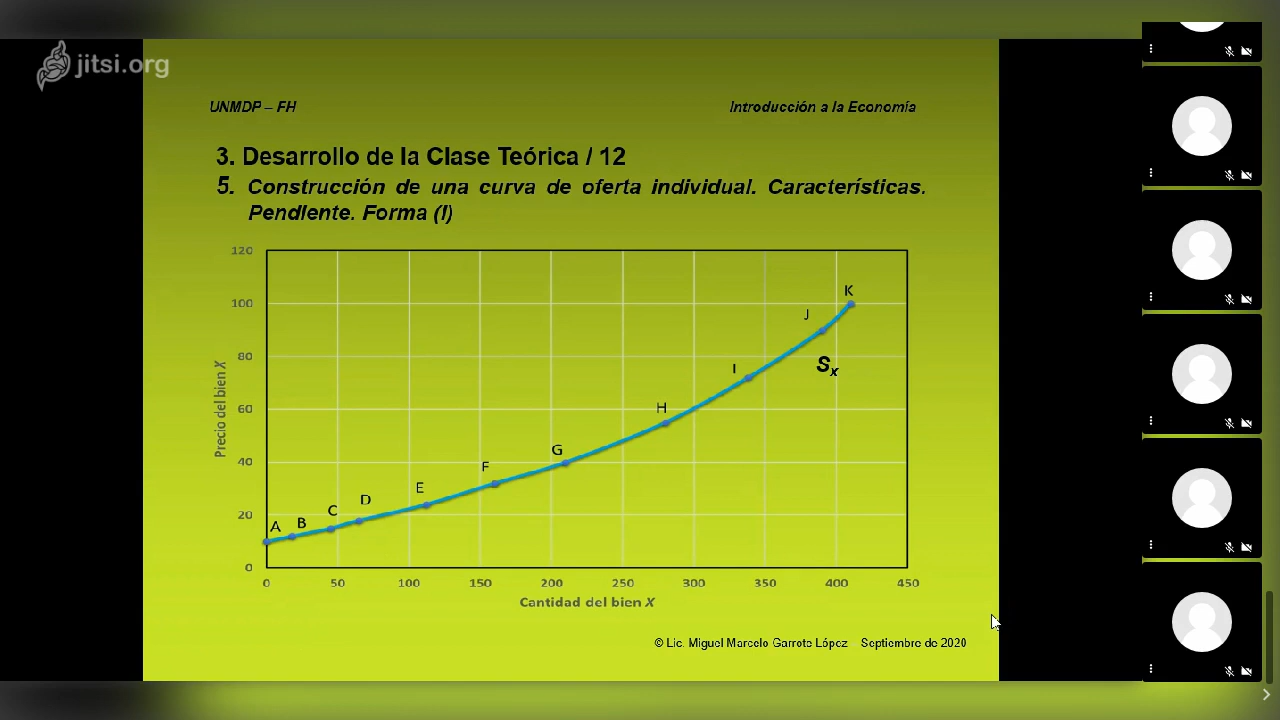 jitsi.org
UNMDP – FH
Introducción a la Economía
3. Desarrollo de la Clase Teórica / 12
5. Construcción de una curva de oferta individual. Características.
Pendiente. Forma (I)
120
100
80
60
40
20
0
Precio del bien X
A
B
C
D
E
F
G
H
I
J
K
Sx
0 50 100 150 200 250 300 350 400 450
Cantidad del bien X
© Lic. Miguel Marcelo Garrote López Septiembre de 2020